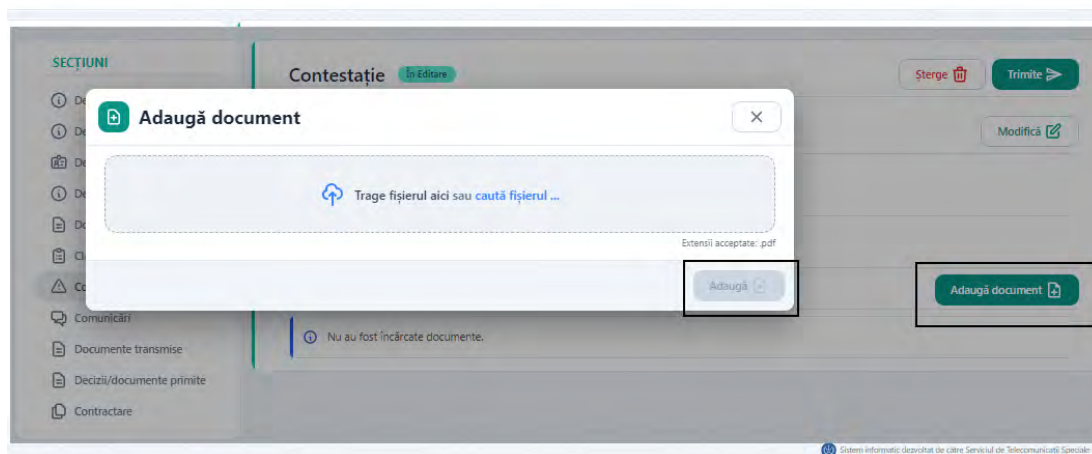 SECȚIUNI
Contestație
În Editare
Șterge
Trimite
Adaugă document
Modifică
Trage fișierul aici sau caută fișierul ...
Extensii acceptate: .pdf
Adaugă
Adaugă document
Comunicări
Nu au fost încărcate documente.
Documente transmise
Decizii/documente primite
Contractare
Sistem informatic dezvoltat de către Serviciul de Telecomunicații Speciale